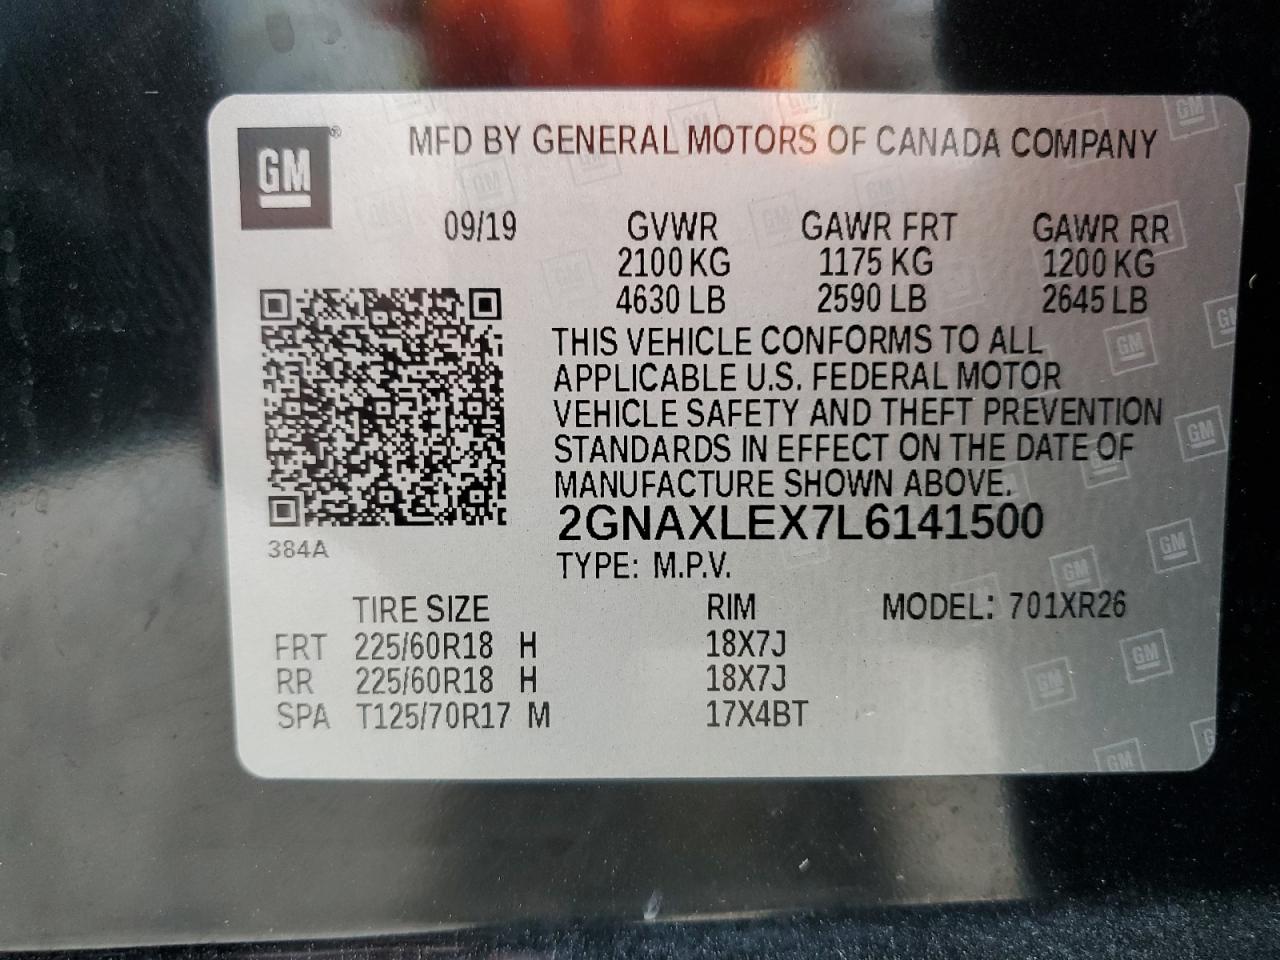 GM ® MFD BY GENERAL MOTORS OF CANADA COMPANY
09/19 GVWR GAWR FRT GAWR RR
2100 KG 1175 KG 1200 KG
4630 LB 2590 LB 2645 LB
THIS VEHICLE CONFORMS TO ALL
APPLICABLE U.S. FEDERAL MOTOR
VEHICLE SAFETY AND THEFT PREVENTION
STANDARDS IN EFFECT ON THE DATE OF
MANUFACTURE SHOWN ABOVE.
2GNAXLEX7L6141500
384A
TYPE: M.P.V.
TIRE SIZE RIM MODEL: 701XR26
FRT 225/60R18 H 18X7J
RR 225/60R18 H 18X7J
SPA T125/70R17 M 17X4BT